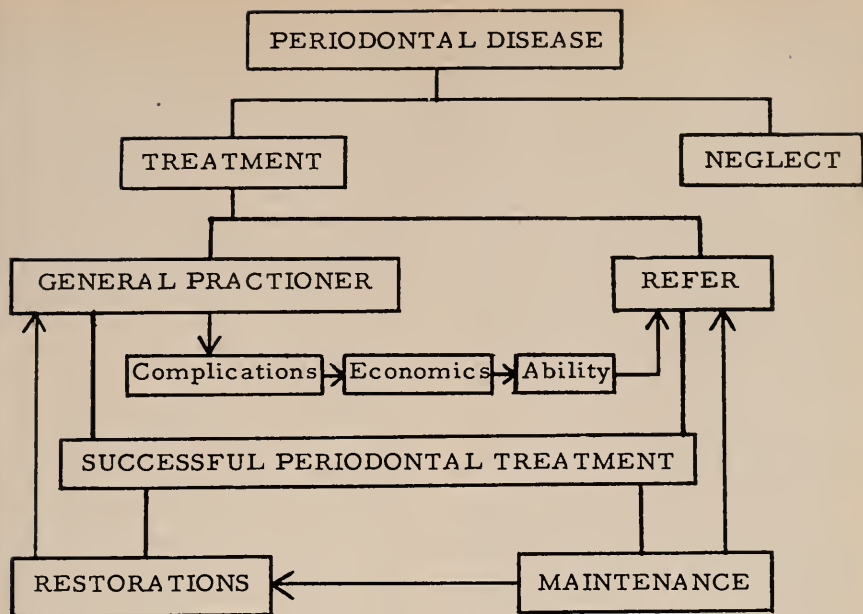 PERIODONTAL DISEASE
TREATMENT
NEGLECT
GENERAL PRACTIONER
REFER
Complications
Economics
Ability
SUCCESSFUL PERIODONTAL TREATMENT
RESTORATIONS
MAINTENANCE